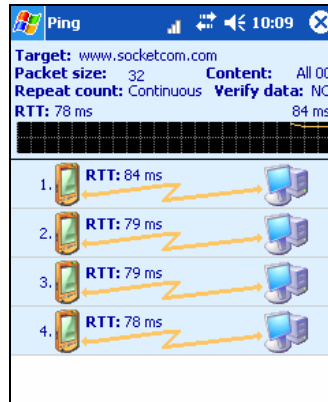 Ping 10:09
Target: www.socketcom.com
Packet size: 32 Content: All 00
Repeat count: Continuous Verify data: NO
RTT: 78 ms 84 ms
1. RTT: 84 ms
2. RTT: 79 ms
3. RTT: 79 ms
4. RTT: 78 ms